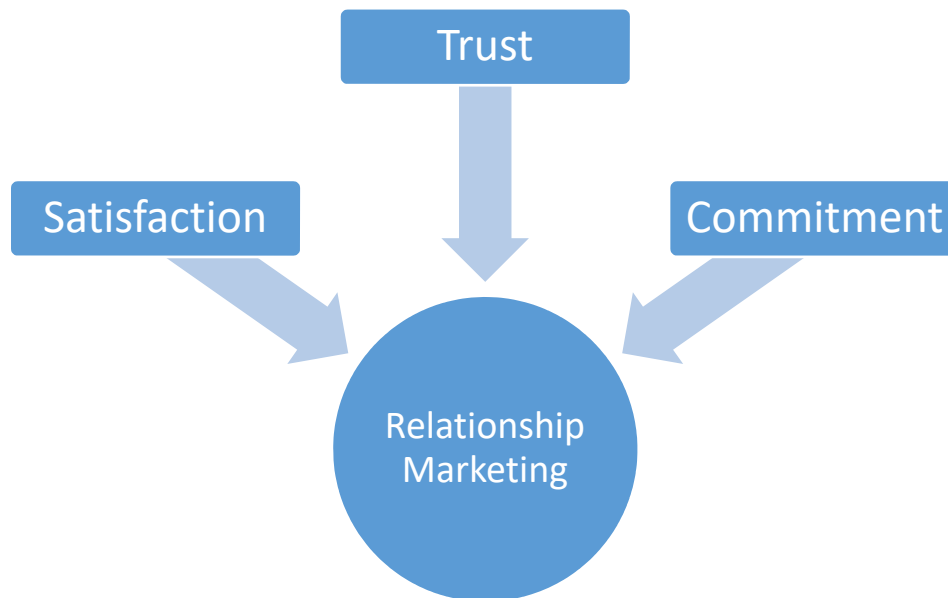 Trust
Satisfaction
Commitment
Relationship
Marketing